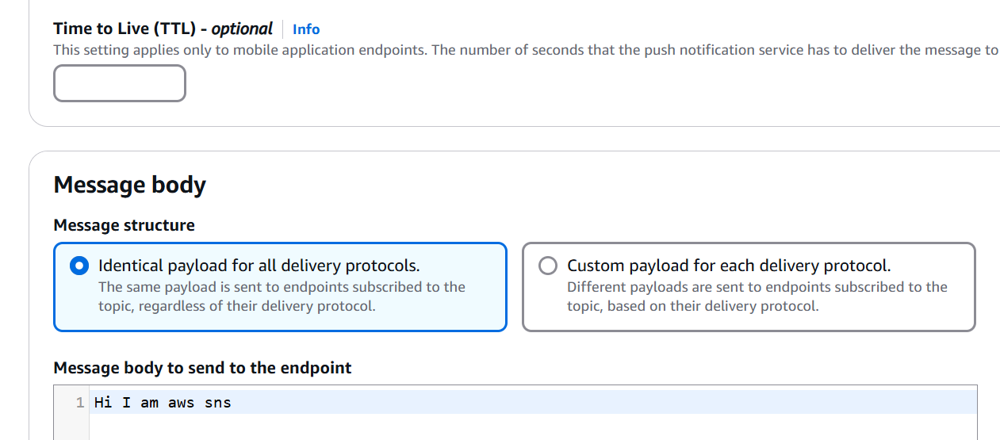 Time to Live (TTL) - optional Info
This setting applies only to mobile application endpoints. The number of seconds that the push notification service has to deliver the message to
Message body
Message structure
Identical payload for all delivery protocols.
The same payload is sent to endpoints subscribed to the
topic, regardless of their delivery protocol.
Custom payload for each delivery protocol.
Different payloads are sent to endpoints subscribed to the
topic, based on their delivery protocol.
Message body to send to the endpoint
1 Hi I am aws sns